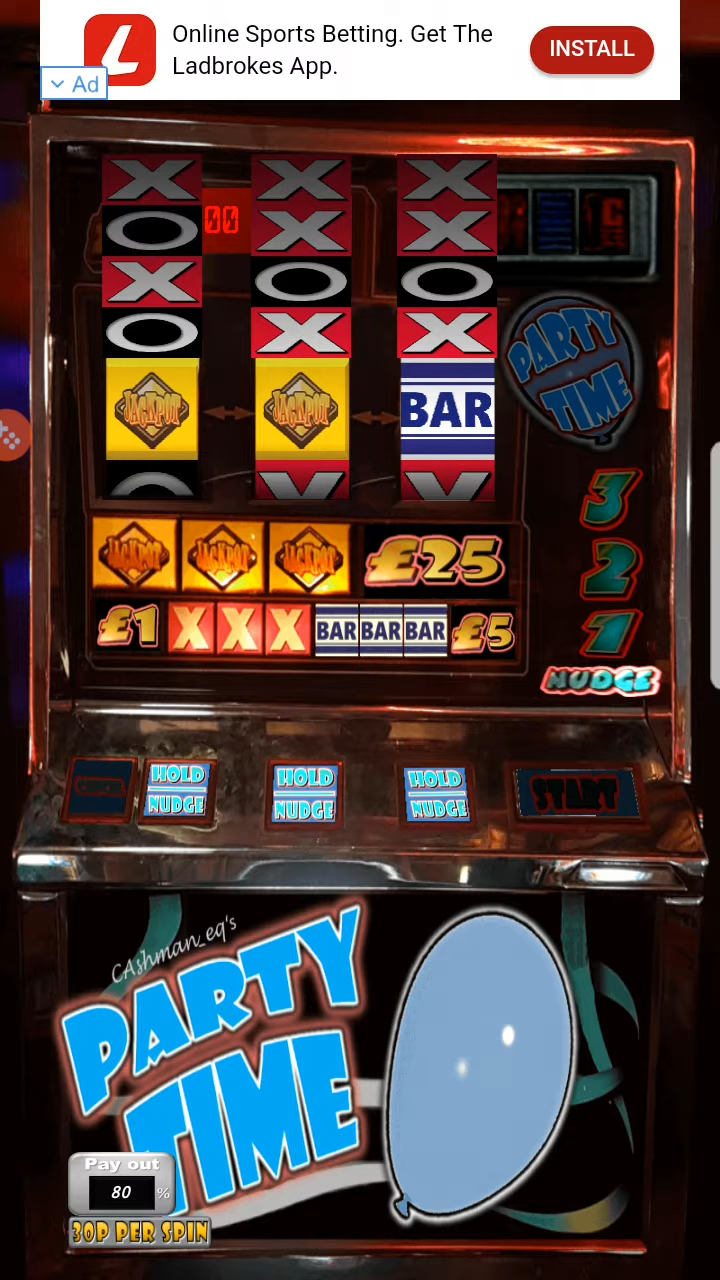 Online Sports Betting. Get The
Ladbrokes App.
INSTALL
Ad
X X X
O X X
X O O
O X X
PARTY
TIME
JACKPOT JACKPOT BAR
3
2
1
NUDGE
JACKPOT JACKPOT JACKPOT £25
£1 X X X BAR BAR BAR £5
HOLD HOLD HOLD
NUDGE NUDGE NUDGE
START
CAshman_eq's
PARTY
TIME
Pay out
80 %
30P PER SPIN